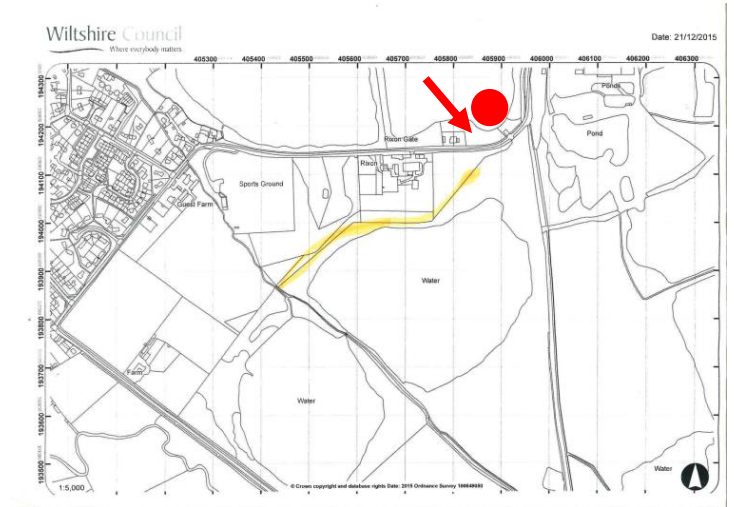 Wiltshire Council
Where everybody matters
Date: 21/12/2015
405300 405400 405500 405600 405700 405800 405900 406000 406100 406200 406300
194300
194200
194100
194000
193900
193800
193700
193600
193500
Ponds
Pond
Rixon Gate
Rixon
Sports Ground
Guest Farm
Water
Farm
Water
Water
1:5,000
© Crown copyright and database rights Date: 2015 Ordnance Survey